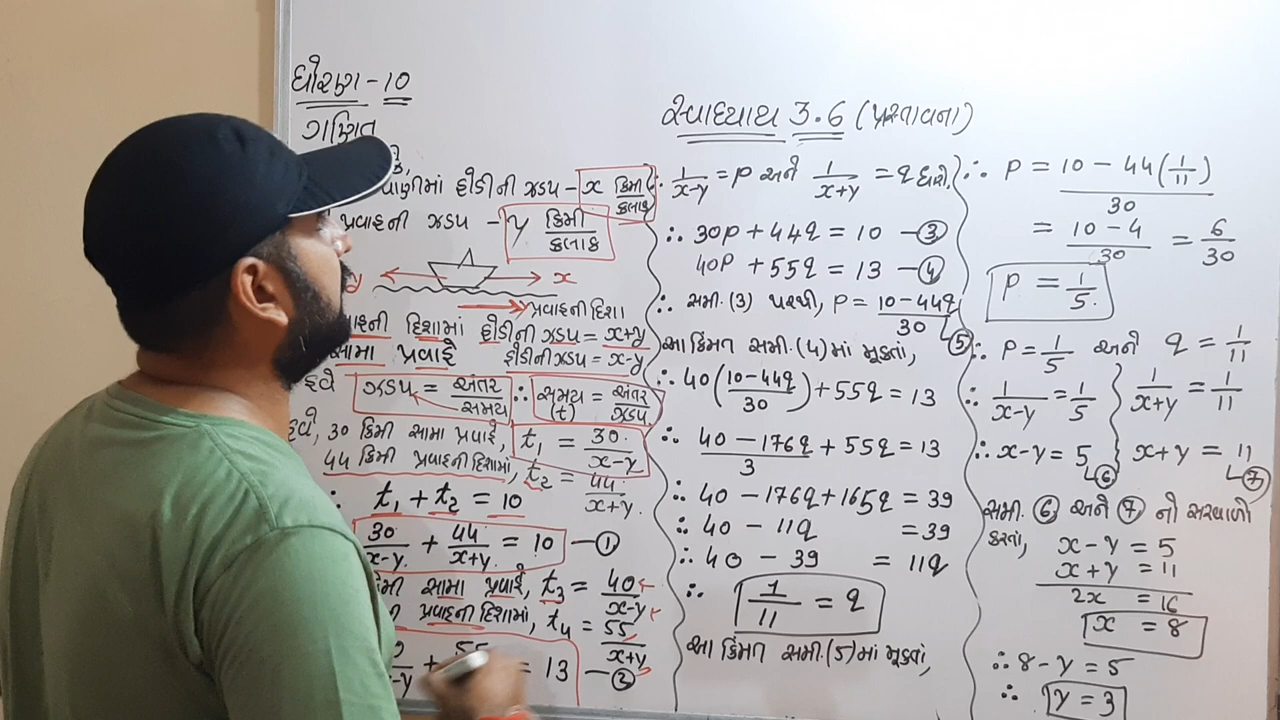 ધોરણ - 10
ગણિત
સ્વાધ્યાય 3.6 (પ્રસ્તાવના)
પાણીમાં હોડીની ઝડપ - x કિમી/કલાક
પ્રવાહની ઝડપ - y કિમી/કલાક
y x
પ્રવાહની દિશા
હની દિશામાં હોડીની ઝડપ = x+y
સામા પ્રવાહે હોડીની ઝડપ = x-y
હવે ઝડપ = અંતર/સમય ∴ સમય (t) = અંતર/ઝડપ
હવે, 30 કિમી સામા પ્રવાહે, t₁ = 30/(x-y)
44 કિમી પ્રવાહની દિશામાં, t₂ = 44/(x+y)
∴ t₁ + t₂ = 10
30/(x-y) + 44/(x+y) = 10 —①
મી સામા પ્રવાહે, t₃ = 40/(x-y)
પ્રવાહની દિશામાં, t₄ = 55/(x+y)
+ 55 = 13 —②
∴ 1/(x-y) = p અને 1/(x+y) = q ધારો.
∴ 30p + 44q = 10 —③
40p + 55q = 13 —④
∴ સમી. (3) પરથી, p = (10-44q)/30 ⑤
આ કિંમત સમી. (4)માં મૂકતાં,
∴ 40((10-44q)/30) + 55q = 13
∴ (40-176q)/3 + 55q = 13
∴ 40 - 176q + 165q = 39
∴ 40 - 11q = 39
∴ 40 - 39 = 11q
∴ 1/11 = q
આ કિંમત સમી. (5)માં મૂકતાં,
∴ p = (10 - 44(1/11))/30
= (10-4)/30 = 6/30
p = 1/5.
∴ p = 1/5 અને q = 1/11
∴ 1/(x-y) = 1/5 1/(x+y) = 1/11
∴ x-y = 5 ⑥ x+y = 11 ⑦
સમી. ⑥ અને ⑦ નો સરવાળો
કરતાં, x - y = 5
x + y = 11
2x = 16
x = 8
∴ 8 - y = 5
∴ y = 3